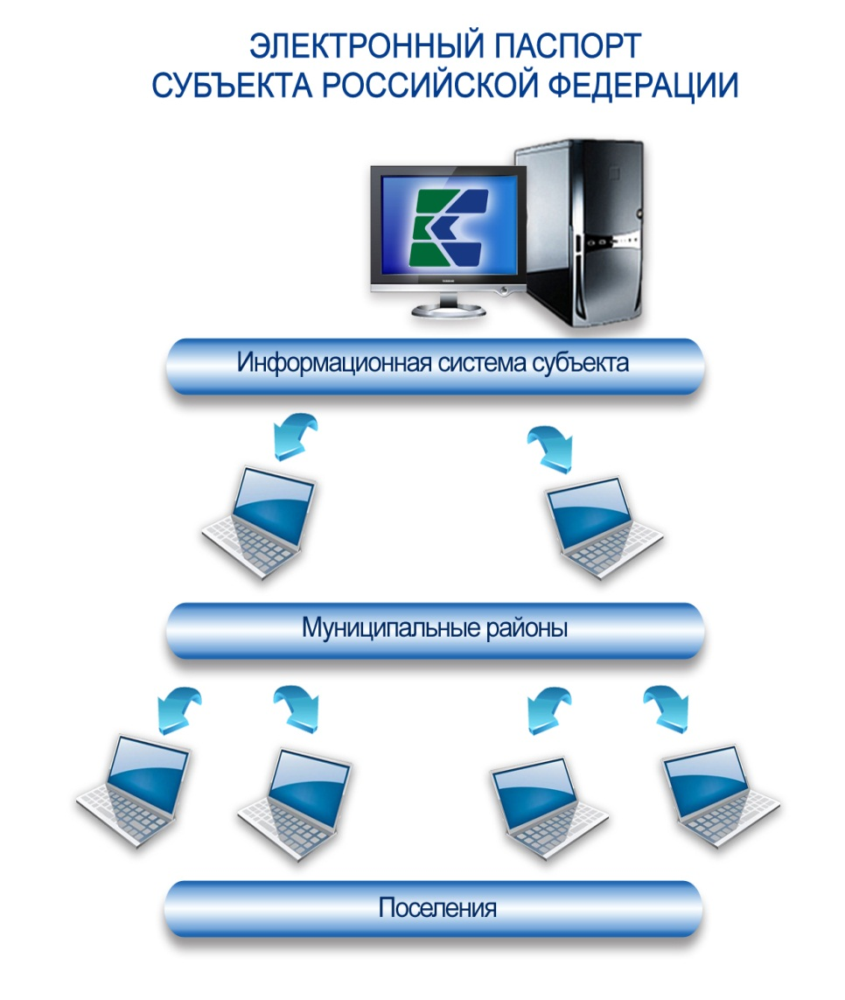 ЭЛЕКТРОННЫЙ ПАСПОРТ
СУБЪЕКТА РОССИЙСКОЙ ФЕДЕРАЦИИ
Информационная система субъекта
Муниципальные районы
Поселения